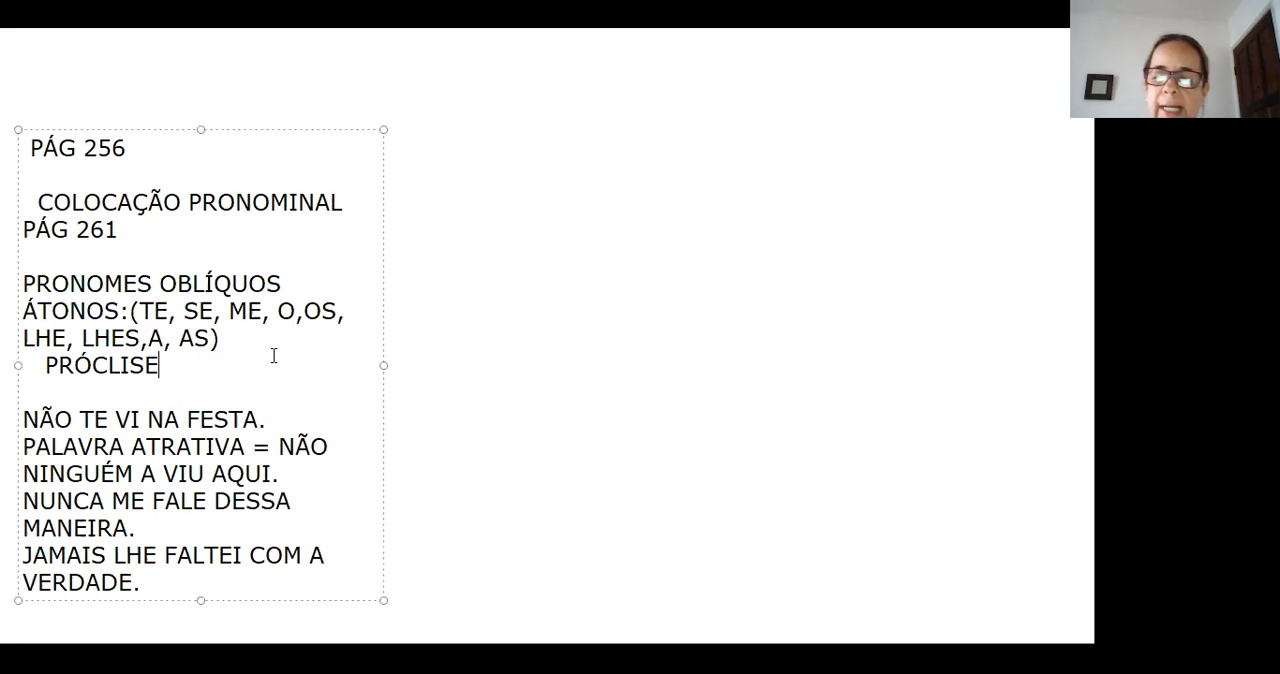 PÁG 256
COLOCAÇÃO PRONOMINAL
PÁG 261
PRONOMES OBLÍQUOS
ÁTONOS:(TE, SE, ME, O,OS,
LHE, LHES,A, AS)
PRÓCLISE
NÃO TE VI NA FESTA.
PALAVRA ATRATIVA = NÃO
NINGUÉM A VIU AQUI.
NUNCA ME FALE DESSA
MANEIRA.
JAMAIS LHE FALTEI COM A
VERDADE.